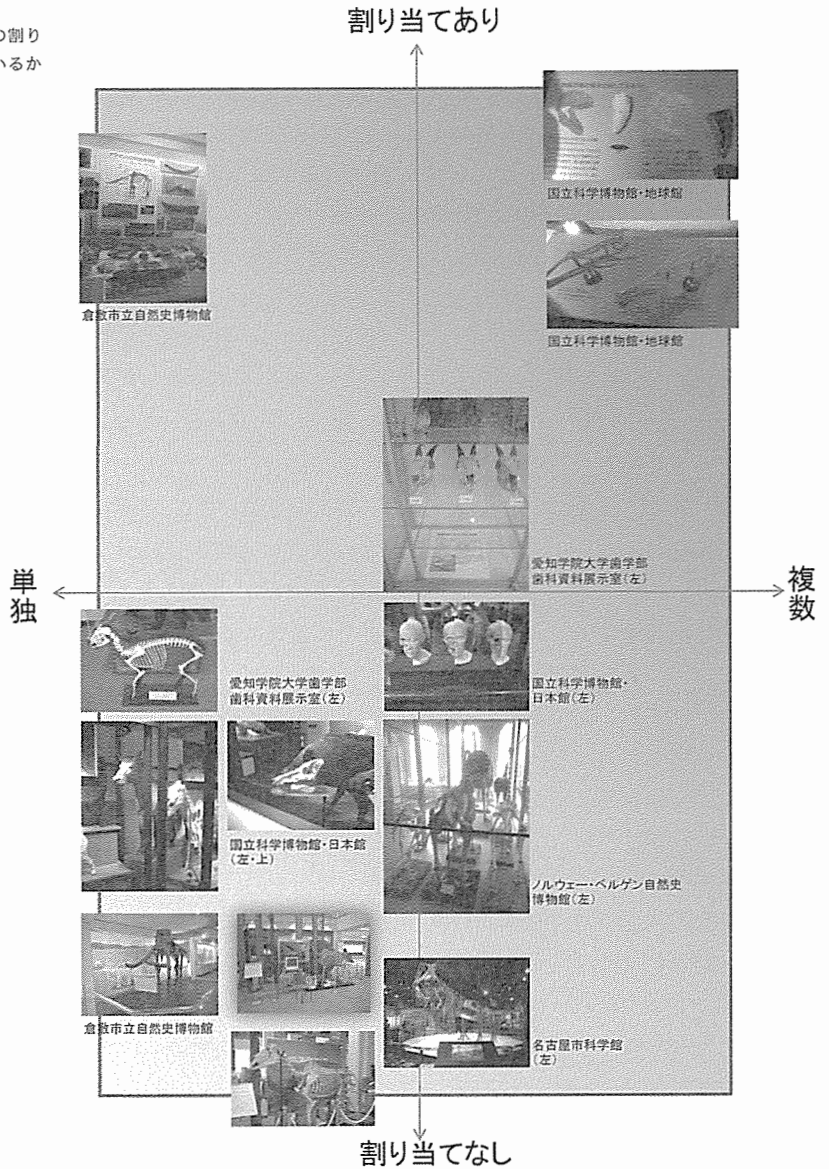 の割り
いるか
割り当てあり
国立科学博物館・地球館
倉敷市立自然史博物館
国立科学博物館・地球館
愛知学院大学歯学部
歯科資料展示室(左)
単独
複数
愛知学院大学歯学部
歯科資料展示室(左)
国立科学博物館・
日本館(左)
国立科学博物館・日本館
(左・上)
ノルウェー・ベルゲン自然史
博物館(左)
倉敷市立自然史博物館
名古屋市科学館
(左)
割り当てなし